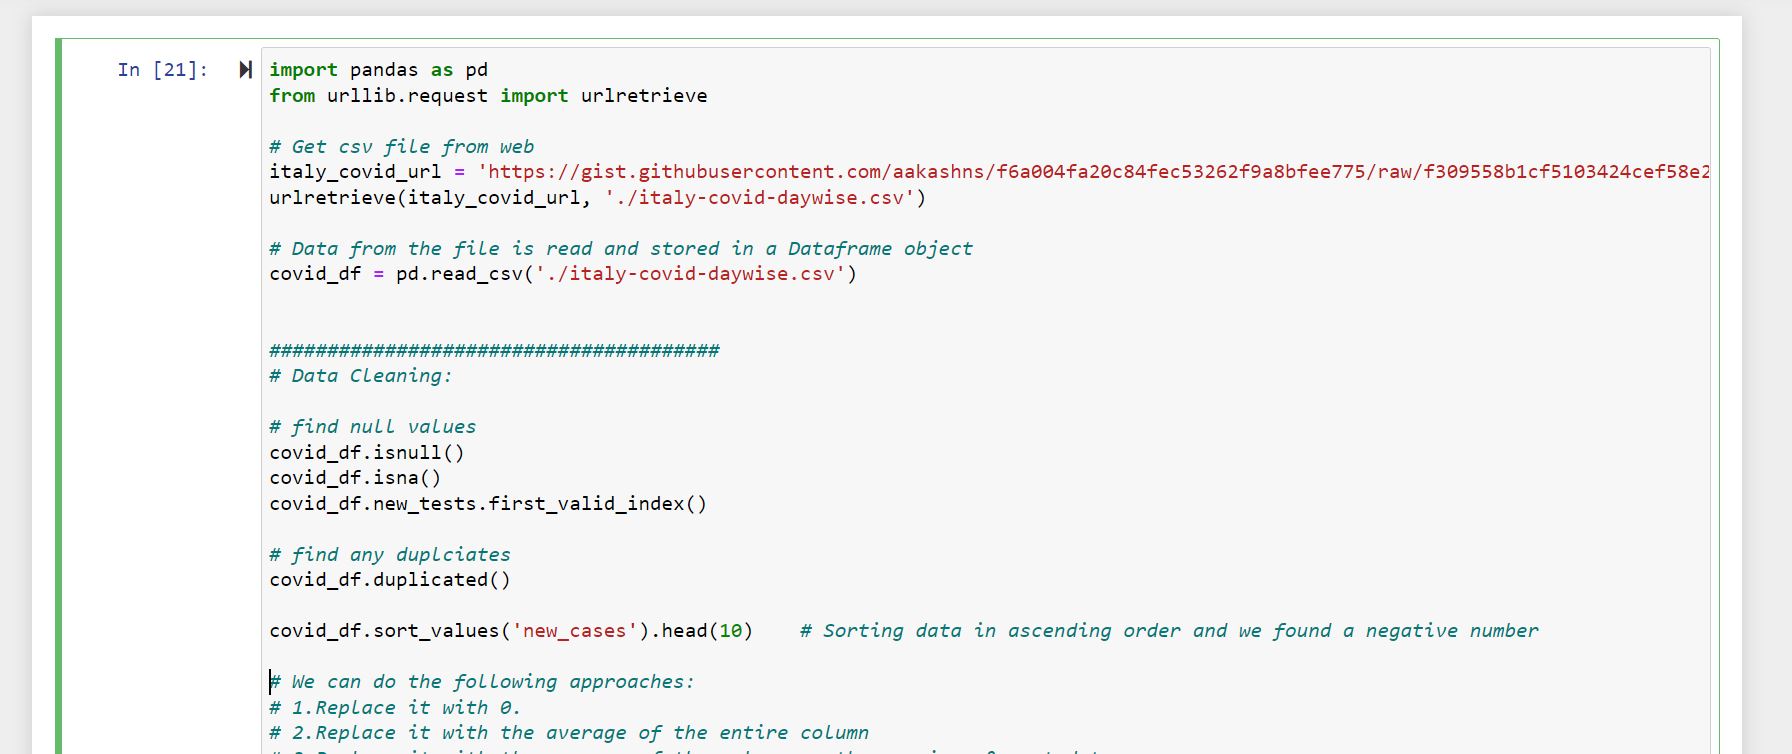 In [21]:
import pandas as pd
from urllib.request import urlretrieve
# Get csv file from web
italy_covid_url = 'https://gist.githubusercontent.com/aakashns/f6a004fa20c84fec53262f9a8bfee775/raw/f309558b1cf5103424cef58e2
urlretrieve(italy_covid_url, './italy-covid-daywise.csv')
# Data from the file is read and stored in a Dataframe object
covid_df = pd.read_csv('./italy-covid-daywise.csv')
#######################################
# Data Cleaning:
# find null values
covid_df.isnull()
covid_df.isna()
covid_df.new_tests.first_valid_index()
# find any duplciates
covid_df.duplicated()
covid_df.sort_values('new_cases').head(10)    # Sorting data in ascending order and we found a negative number
# We can do the following approaches:
# 1.Replace it with 0.
# 2.Replace it with the average of the entire column